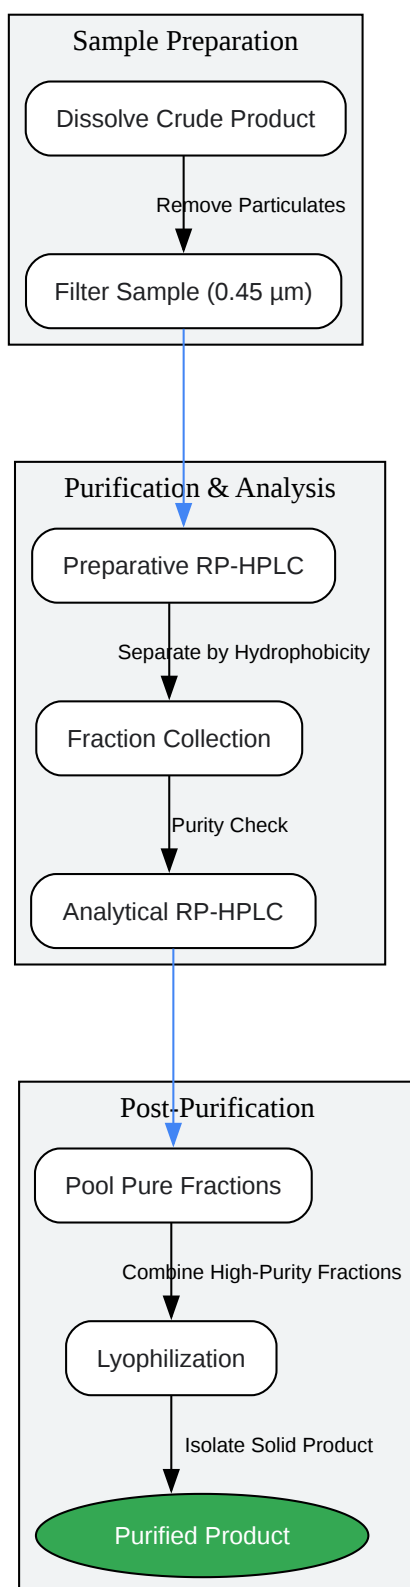 Sample Preparation
Dissolve Crude Product
Remove Particulates
Filter Sample (0.45 µm)
Purification & Analysis
Preparative RP-HPLC
Separate by Hydrophobicity
Fraction Collection
Purity Check
Analytical RP-HPLC
Post-Purification
Pool Pure Fractions
Combine High-Purity Fractions
Lyophilization
Isolate Solid Product
Purified Product